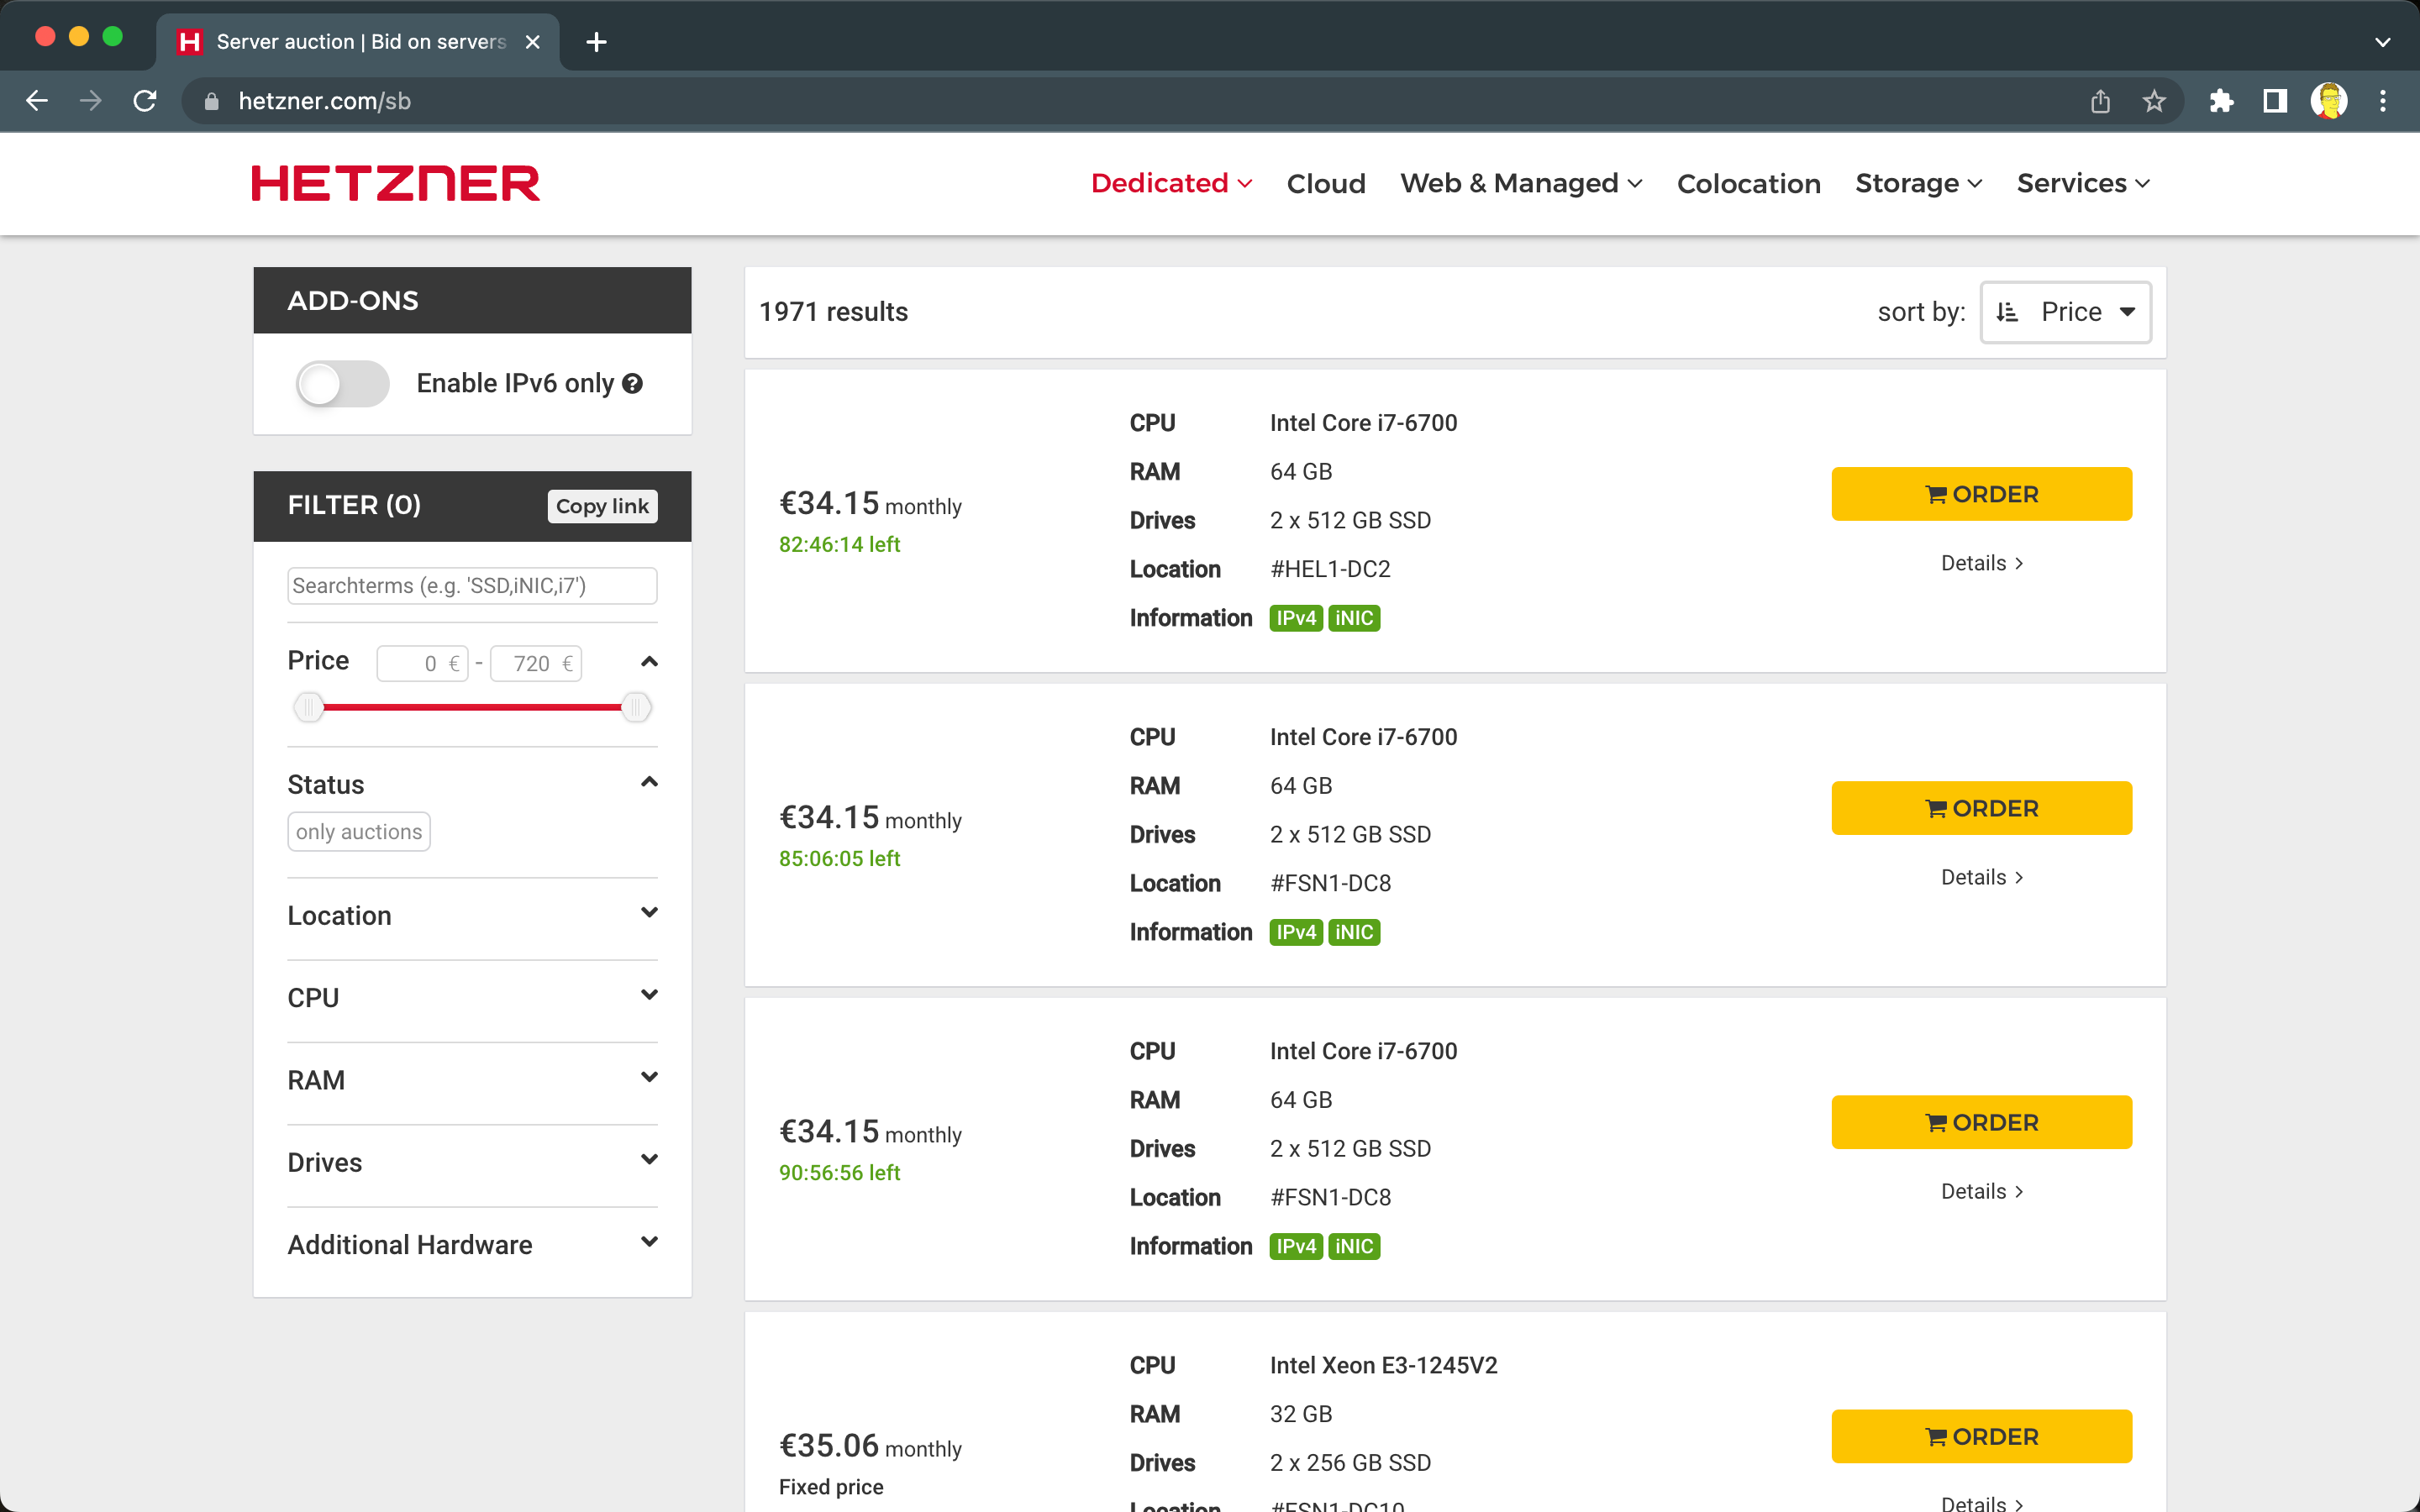 Server auction | Bid on servers
hetzner.com/sb
HETZNER
Dedicated Cloud Web & Managed Colocation Storage Services
ADD-ONS
Enable IPv6 only
FILTER (0) Copy link
Searchterms (e.g. 'SSD,iNIC,i7')
Price 0 € - 720 €
Status
only auctions
Location
CPU
RAM
Drives
Additional Hardware
1971 results sort by: Price
CPU Intel Core i7-6700
RAM 64 GB
Drives 2 x 512 GB SSD
Location #HEL1-DC2
Information IPv4 iNIC
€34.15 monthly
82:46:14 left
ORDER
Details >
CPU Intel Core i7-6700
RAM 64 GB
Drives 2 x 512 GB SSD
Location #FSN1-DC8
Information IPv4 iNIC
€34.15 monthly
85:06:05 left
ORDER
Details >
CPU Intel Core i7-6700
RAM 64 GB
Drives 2 x 512 GB SSD
Location #FSN1-DC8
Information IPv4 iNIC
€34.15 monthly
90:56:56 left
ORDER
Details >
CPU Intel Xeon E3-1245V2
RAM 32 GB
Drives 2 x 256 GB SSD
Location #FSN1-DC10
€35.06 monthly
Fixed price
ORDER
Details >